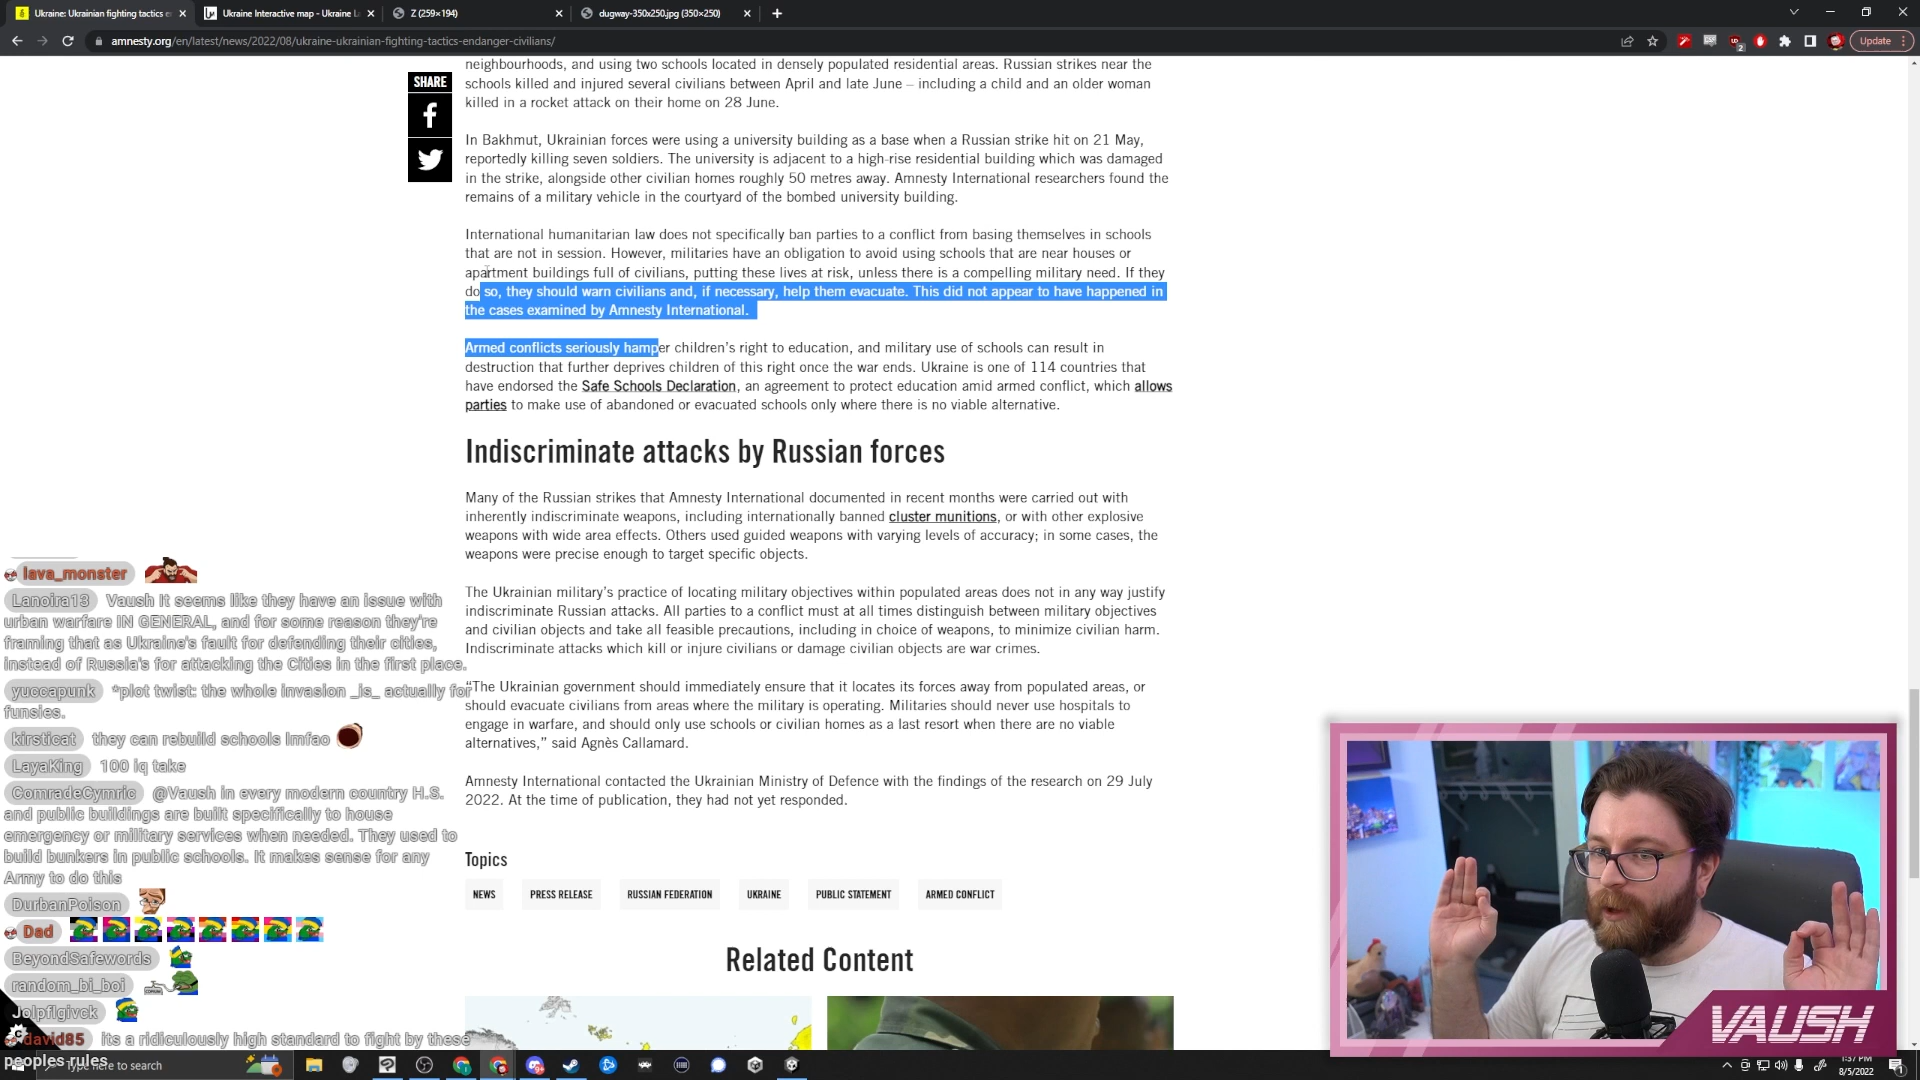 Ukraine: Ukrainian fighting tactics e
Ukraine Interactive map - Ukraine L
Z (259×194)
dugway-350x250.jpg (350×250)
amnesty.org/en/latest/news/2022/08/ukraine-ukrainian-fighting-tactics-endanger-civilians/
Update
SHARE
neighbourhoods, and using two schools located in densely populated residential areas. Russian strikes near the
schools killed and injured several civilians between April and late June – including a child and an older woman
killed in a rocket attack on their home on 28 June.
In Bakhmut, Ukrainian forces were using a university building as a base when a Russian strike hit on 21 May,
reportedly killing seven soldiers. The university is adjacent to a high-rise residential building which was damaged
in the strike, alongside other civilian homes roughly 50 metres away. Amnesty International researchers found the
remains of a military vehicle in the courtyard of the bombed university building.
International humanitarian law does not specifically ban parties to a conflict from basing themselves in schools
that are not in session. However, militaries have an obligation to avoid using schools that are near houses or
apartment buildings full of civilians, putting these lives at risk, unless there is a compelling military need. If they
do so, they should warn civilians and, if necessary, help them evacuate. This did not appear to have happened in
the cases examined by Amnesty International.
Armed conflicts seriously hamper children's right to education, and military use of schools can result in
destruction that further deprives children of this right once the war ends. Ukraine is one of 114 countries that
have endorsed the Safe Schools Declaration, an agreement to protect education amid armed conflict, which allows
parties to make use of abandoned or evacuated schools only where there is no viable alternative.
Indiscriminate attacks by Russian forces
Many of the Russian strikes that Amnesty International documented in recent months were carried out with
inherently indiscriminate weapons, including internationally banned cluster munitions, or with other explosive
weapons with wide area effects. Others used guided weapons with varying levels of accuracy; in some cases, the
weapons were precise enough to target specific objects.
The Ukrainian military's practice of locating military objectives within populated areas does not in any way justify
indiscriminate Russian attacks. All parties to a conflict must at all times distinguish between military objectives
and civilian objects and take all feasible precautions, including in choice of weapons, to minimize civilian harm.
Indiscriminate attacks which kill or injure civilians or damage civilian objects are war crimes.
“The Ukrainian government should immediately ensure that it locates its forces away from populated areas, or
should evacuate civilians from areas where the military is operating. Militaries should never use hospitals to
engage in warfare, and should only use schools or civilian homes as a last resort when there are no viable
alternatives,” said Agnès Callamard.
Amnesty International contacted the Ukrainian Ministry of Defence with the findings of the research on 29 July
2022. At the time of publication, they had not yet responded.
Topics
NEWS
PRESS RELEASE
RUSSIAN FEDERATION
UKRAINE
PUBLIC STATEMENT
ARMED CONFLICT
Related Content
lava_monster
Lanoira13 Vaush It seems like they have an issue with
urban warfare IN GENERAL, and for some reason they're
framing that as Ukraine's fault for defending their cities,
instead of Russia's for attacking the Cities in the first place.
yuccapunk *plot twist: the whole invasion _is_ actually for
funsies.
kirsticat they can rebuild schools lmfao
LayaKing 100 iq take
ComradeCymric @Vaush in every modern country H.S.
and public buildings are built specifically to house
emergency or military services when needed. They used to
build bunkers in public schools. It makes sense for any
Army to do this
DurbanPoison
Dad
BeyondSafewords
random_bi_boi
Jolpflgivck
david85 its a ridiculously high standard to fight by these
peoples rules
Type here to search
VAUSH
1:37 PM
8/5/2022